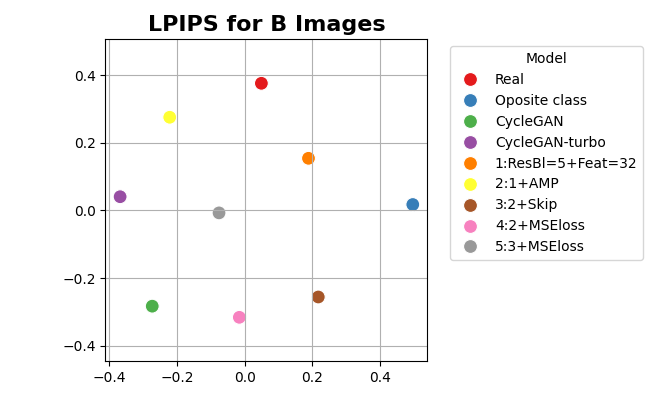 LPIPS for B Images
0.4
0.2
0.0
−0.2
−0.4
−0.4
−0.2
0.0
0.2
0.4
Model
Real
Oposite class
CycleGAN
CycleGAN-turbo
1:ResBl=5+Feat=32
2:1+AMP
3:2+Skip
4:2+MSEloss
5:3+MSEloss